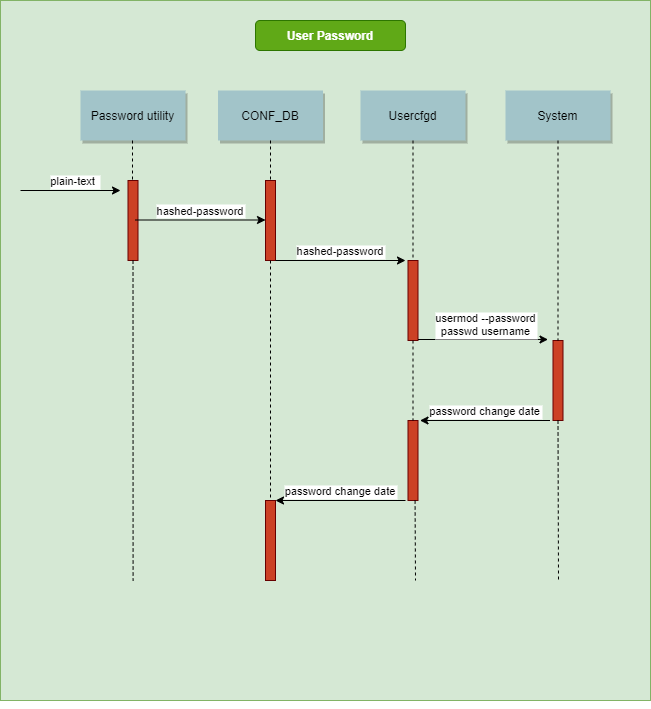 User Password
Password utility
CONF_DB
Usercfgd
System
plain-text
hashed-password
hashed-password
usermod --password
passwd username
password change date
password change date